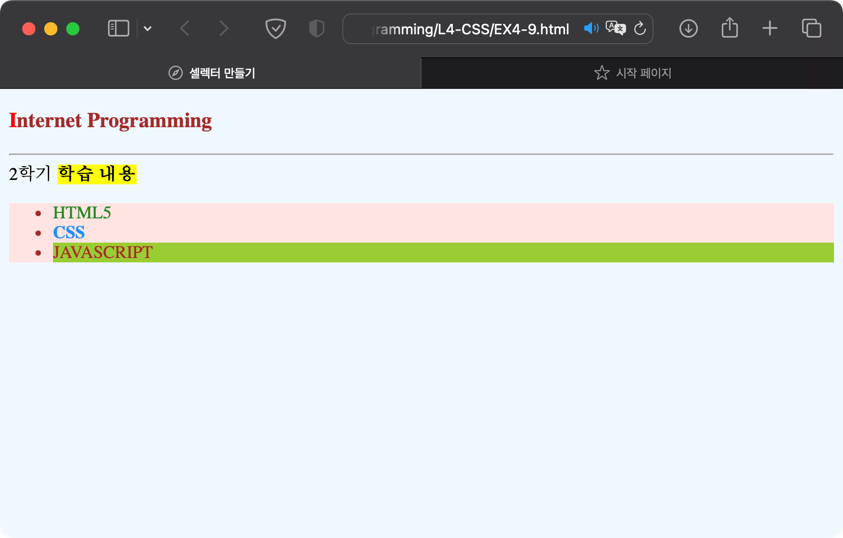 ramming/L4-CSS/EX4-9.html
셀렉터 만들기
시작 페이지
Internet Programming
2학기 학습 내용
• HTML5
• CSS
• JAVASCRIPT